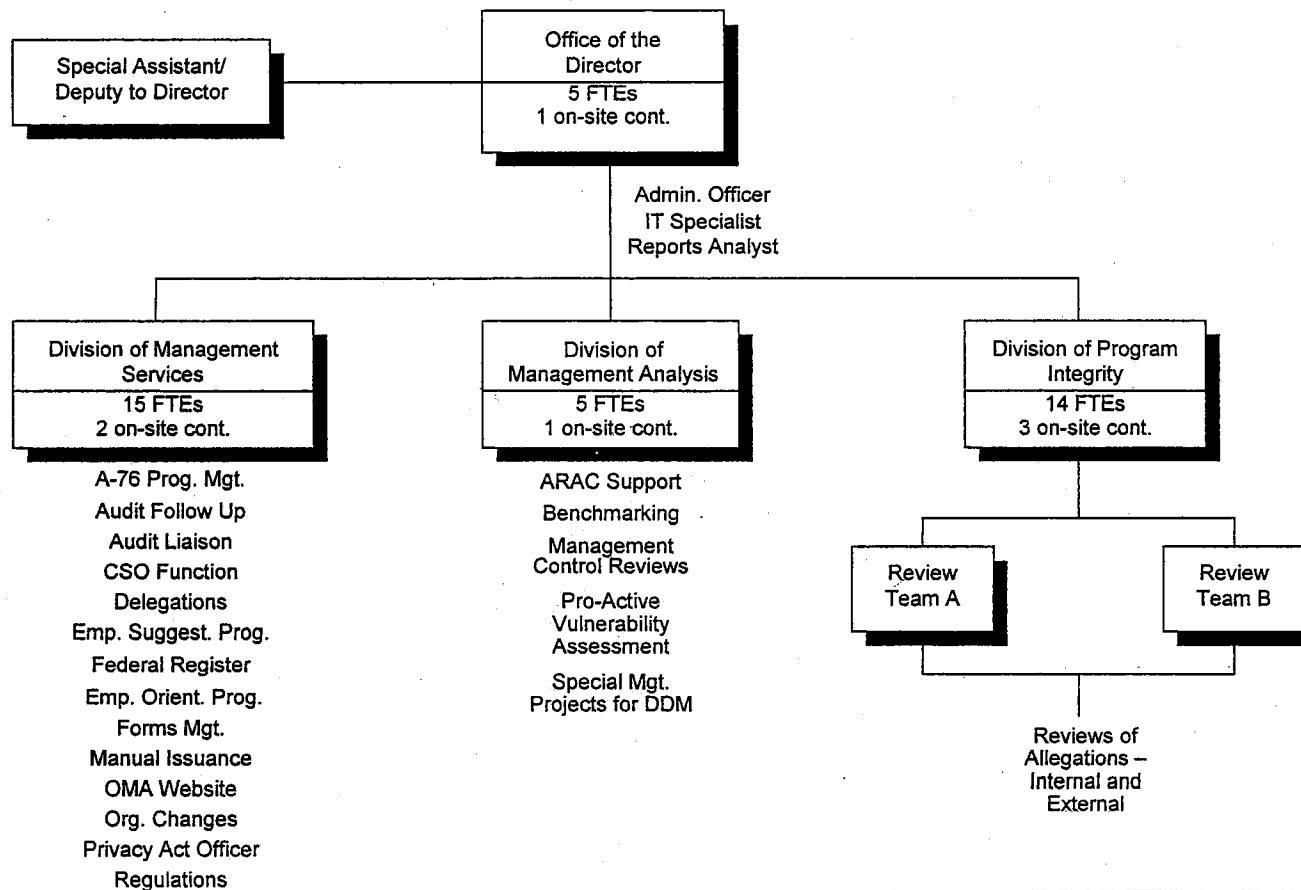 Special Assistant/
Deputy to Director
Office of the
Director
5 FTEs
1 on-site cont.
Admin. Officer
IT Specialist
Reports Analyst
Division of Management
Services
15 FTEs
2 on-site cont.
A-76 Prog. Mgt.
Audit Follow Up
Audit Liaison
CSO Function
Delegations
Emp. Suggest. Prog.
Federal Register
Emp. Orient. Prog.
Forms Mgt.
Manual Issuance
OMA Website
Org. Changes
Privacy Act Officer
Regulations
Division of
Management Analysis
5 FTEs
1 on-site cont.
ARAC Support
Benchmarking
Management
Control Reviews
Pro-Active
Vulnerability
Assessment
Special Mgt.
Projects for DDM
Division of Program
Integrity
14 FTEs
3 on-site cont.
Review
Team A
Review
Team B
Reviews of
Allegations –
Internal and
External